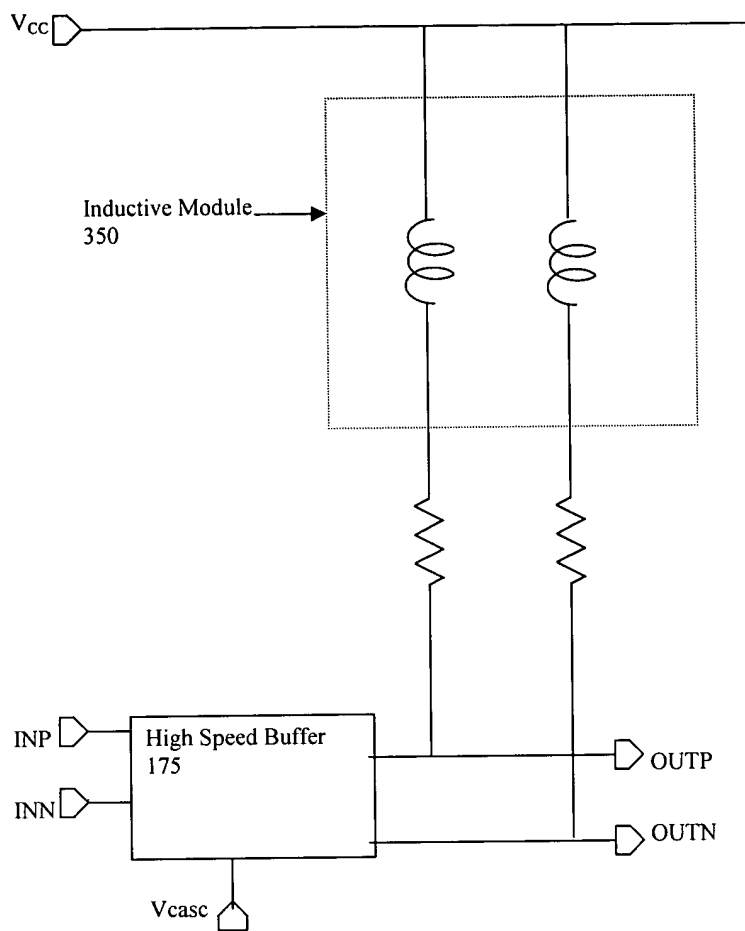 Vcc
Inductive Module
350
INP
High Speed Buffer
175
OUTP
INN
OUTN
Vcasc